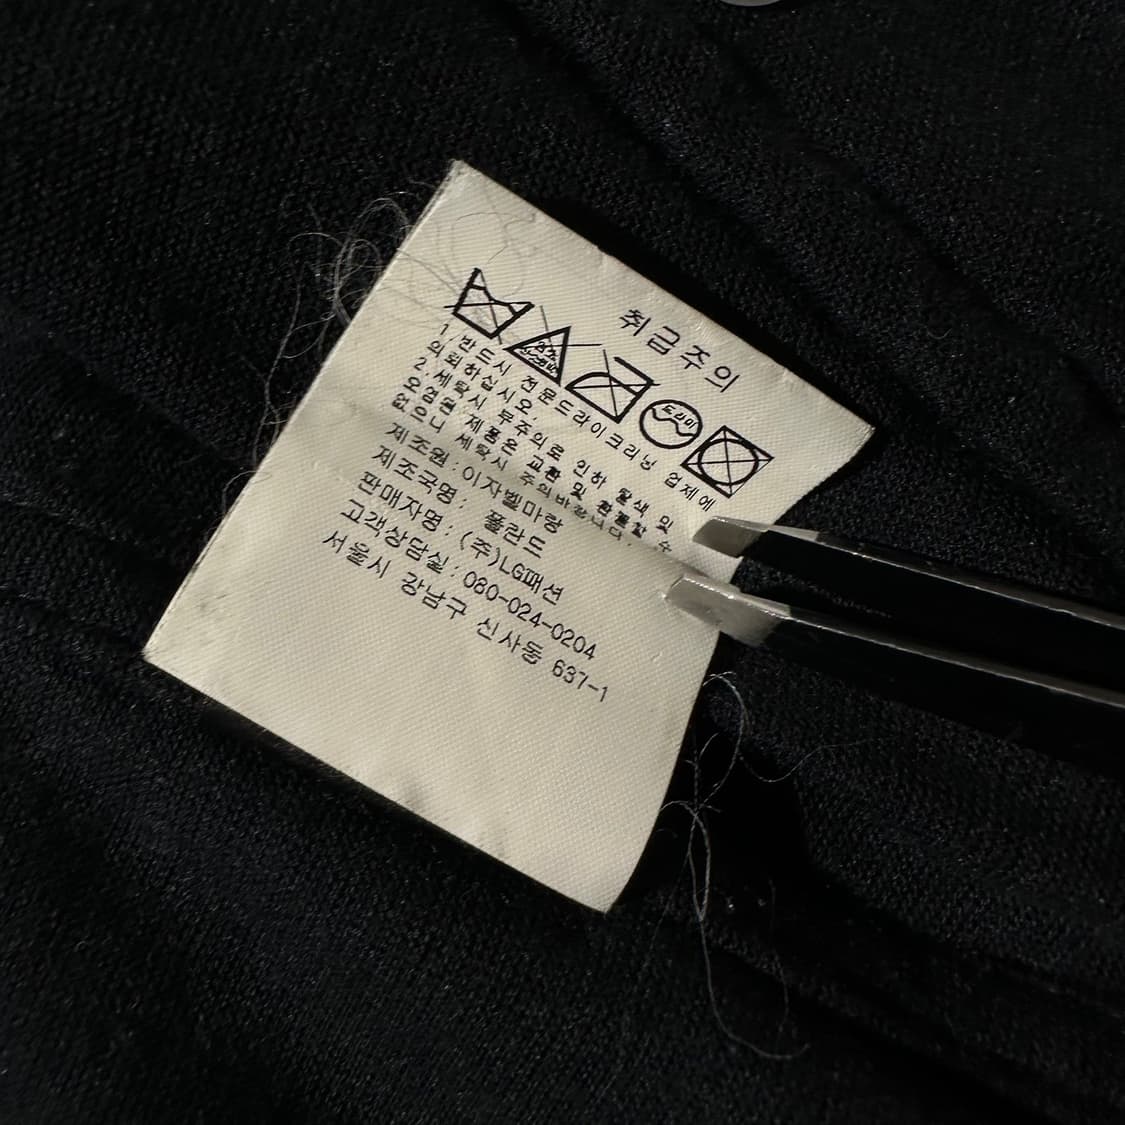 취급주의
염소
드라이
1. 반드시 전문드라이크리닝 업체에
의뢰하십시오.
2. 세탁시 부주의로 인하 탈색 및
오염된 제품은 교환 및 환불할 수
없으니 세탁시 주의바랍니다.
제조원 : 이자벨마랑
제조국명 : 폴란드
판매자명 : (주)LG패션
고객상담실 : 080-024-0204
서울시 강남구 신사동 637-1